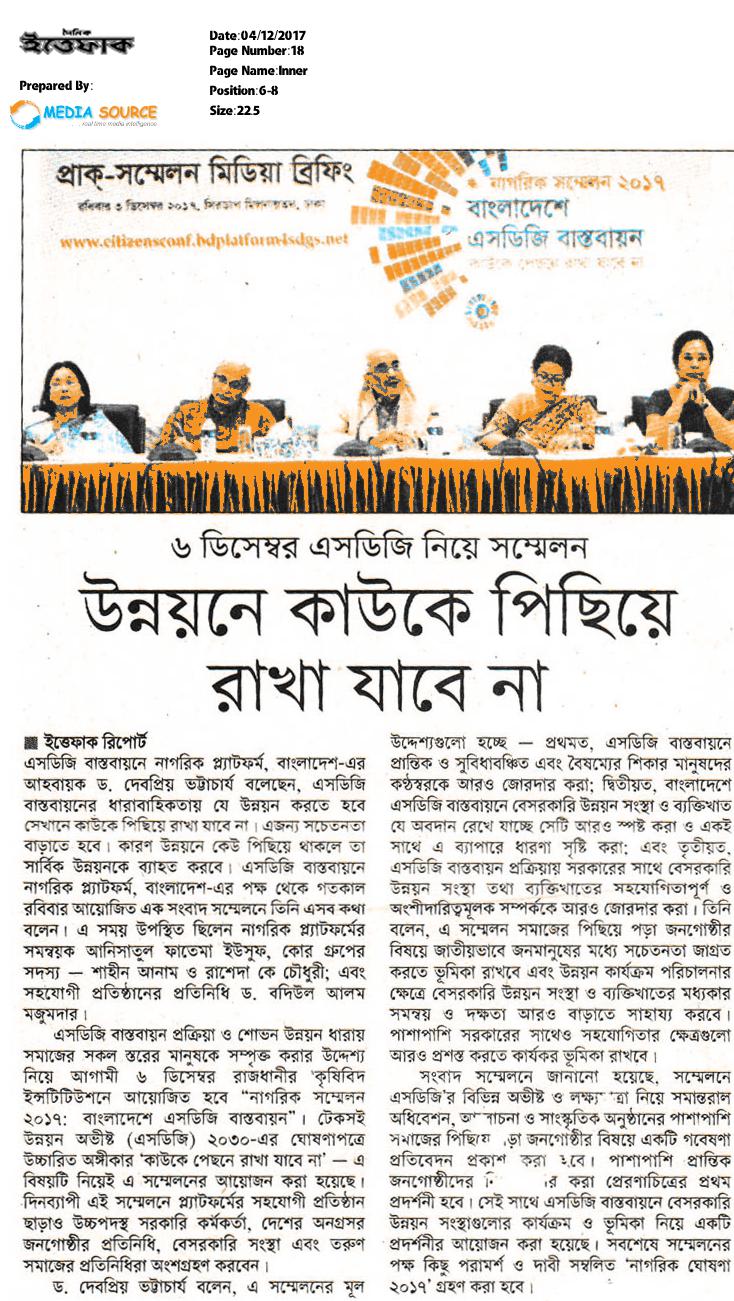 দৈনিক
ইত্তেফাক
Prepared By:
MEDIA SOURCE
real time media intelligence
Date:04/12/2017
Page Number:18
Page Name:Inner
Position:6-8
Size:225
প্রাক্-সম্মেলন মিডিয়া ব্রিফিং
রবিবার ৩ ডিসেম্বর ২০১৭, সিরডাপ মিলনায়তন, ঢাকা
www.citizensconf.bdplatform4sdgs.net
নাগরিক সম্মেলন ২০১৭
বাংলাদেশে
এসডিজি বাস্তবায়ন
কাউকে পেছনে রাখা যাবে না
৬ ডিসেম্বর এসডিজি নিয়ে সম্মেলন
উন্নয়নে কাউকে পিছিয়ে
রাখা যাবে না
ইত্তেফাক রিপোর্ট
এসডিজি বাস্তবায়নে নাগরিক প্ল্যাটফর্ম, বাংলাদেশ-এর
আহবায়ক ড. দেবপ্রিয় ভট্টাচার্য বলেছেন, এসডিজি
বাস্তবায়নের ধারাবাহিকতায় যে উন্নয়ন করতে হবে
সেখানে কাউকে পিছিয়ে রাখা যাবে না। এজন্য সচেতনতা
বাড়াতে হবে। কারণ উন্নয়নে কেউ পিছিয়ে থাকলে তা
সার্বিক উন্নয়নকে ব্যাহত করবে। এসডিজি বাস্তবায়নে
নাগরিক প্ল্যাটফর্ম, বাংলাদেশ-এর পক্ষ থেকে গতকাল
রবিবার আয়োজিত এক সংবাদ সম্মেলনে তিনি এসব কথা
বলেন। এ সময় উপস্থিত ছিলেন নাগরিক প্ল্যাটফর্মের
সমন্বয়ক আনিসাতুল ফাতেমা ইউসুফ, কোর গ্রুপের
সদস্য — শাহীন আনাম ও রাশেদা কে চৌধুরী; এবং
সহযোগী প্রতিষ্ঠানের প্রতিনিধি ড. বদিউল আলম
মজুমদার।
এসডিজি বাস্তবায়ন প্রক্রিয়া ও শোভন উন্নয়ন ধারায়
সমাজের সকল স্তরের মানুষকে সম্পৃক্ত করার উদ্দেশ্য
নিয়ে আগামী ৬ ডিসেম্বর রাজধানীর 'কৃষিবিদ
ইন্সটিটিউশনে আয়োজিত হবে "নাগরিক সম্মেলন
২০১৭: বাংলাদেশে এসডিজি বাস্তবায়ন"। টেকসই
উন্নয়ন অভীষ্ট (এসডিজি) ২০৩০-এর ঘোষণাপত্রে
উচ্চারিত অঙ্গীকার 'কাউকে পেছনে রাখা যাবে না' — এ
বিষয়টি নিয়েই এ সম্মেলনের আয়োজন করা হয়েছে।
দিনব্যাপী এই সম্মেলনে প্ল্যাটফর্মের সহযোগী প্রতিষ্ঠান
ছাড়াও উচ্চপদস্থ সরকারি কর্মকর্তা, দেশের অনগ্রসর
জনগোষ্ঠীর প্রতিনিধি, বেসরকারি সংস্থা এবং তরুণ
সমাজের প্রতিনিধিরা অংশগ্রহণ করবেন।
ড. দেবপ্রিয় ভট্টাচার্য বলেন, এ সম্মেলনের মূল
উদ্দেশ্যগুলো হচ্ছে — প্রথমত, এসডিজি বাস্তবায়নে
প্রান্তিক ও সুবিধাবঞ্চিত এবং বৈষম্যের শিকার মানুষদের
কণ্ঠস্বরকে আরও জোরদার করা; দ্বিতীয়ত, বাংলাদেশে
এসডিজি বাস্তবায়নে বেসরকারি উন্নয়ন সংস্থা ও ব্যক্তিখাত
যে অবদান রেখে যাচ্ছে সেটি আরও স্পষ্ট করা ও একই
সাথে এ ব্যাপারে ধারণা সৃষ্টি করা; এবং তৃতীয়ত,
এসডিজি বাস্তবায়ন প্রক্রিয়ায় সরকারের সাথে বেসরকারি
উন্নয়ন সংস্থা তথা ব্যক্তিখাতের সহযোগিতাপূর্ণ ও
অংশীদারিত্বমূলক সম্পর্ককে আরও জোরদার করা। তিনি
বলেন, এ সম্মেলন সমাজের পিছিয়ে পড়া জনগোষ্ঠীর
বিষয়ে জাতীয়ভাবে জনমানুষের মধ্যে সচেতনতা জাগ্রত
করতে ভূমিকা রাখবে এবং উন্নয়ন কার্যক্রম পরিচালনার
ক্ষেত্রে বেসরকারি উন্নয়ন সংস্থা ও ব্যক্তিখাতের মধ্যকার
সমন্বয় ও দক্ষতা আরও বাড়াতে সাহায্য করবে।
পাশাপাশি সরকারের সাথেও সহযোগিতার ক্ষেত্রগুলো
আরও প্রশস্ত করতে কার্যকর ভূমিকা রাখবে।
সংবাদ সম্মেলনে জানানো হয়েছে, সম্মেলনে
এসডিজি'র বিভিন্ন অভীষ্ট ও নিয়ে সমান্তরাল
অধিবেশন, ও সাংস্কৃতিক অনুষ্ঠানের পাশাপাশি
সমাজের জনগোষ্ঠীর বিষয়ে একটি গবেষণা
প্রতিবেদন প্রকাশ করা হবে। পাশাপাশি প্রান্তিক
জনগোষ্ঠীদের করা প্রেরণাচিত্রের প্রথম
প্রদর্শনী হবে। সেই সাথে এসডিজি বাস্তবায়নে বেসরকারি
উন্নয়ন সংস্থাগুলোর কার্যক্রম ও ভূমিকা নিয়ে একটি
প্রদর্শনীর আয়োজন করা হয়েছে। সবশেষে সম্মেলনের
পক্ষ কিছু পরামর্শ ও দাবী সম্বলিত 'নাগরিক ঘোষণা
২০১৭' গ্রহণ করা হবে।